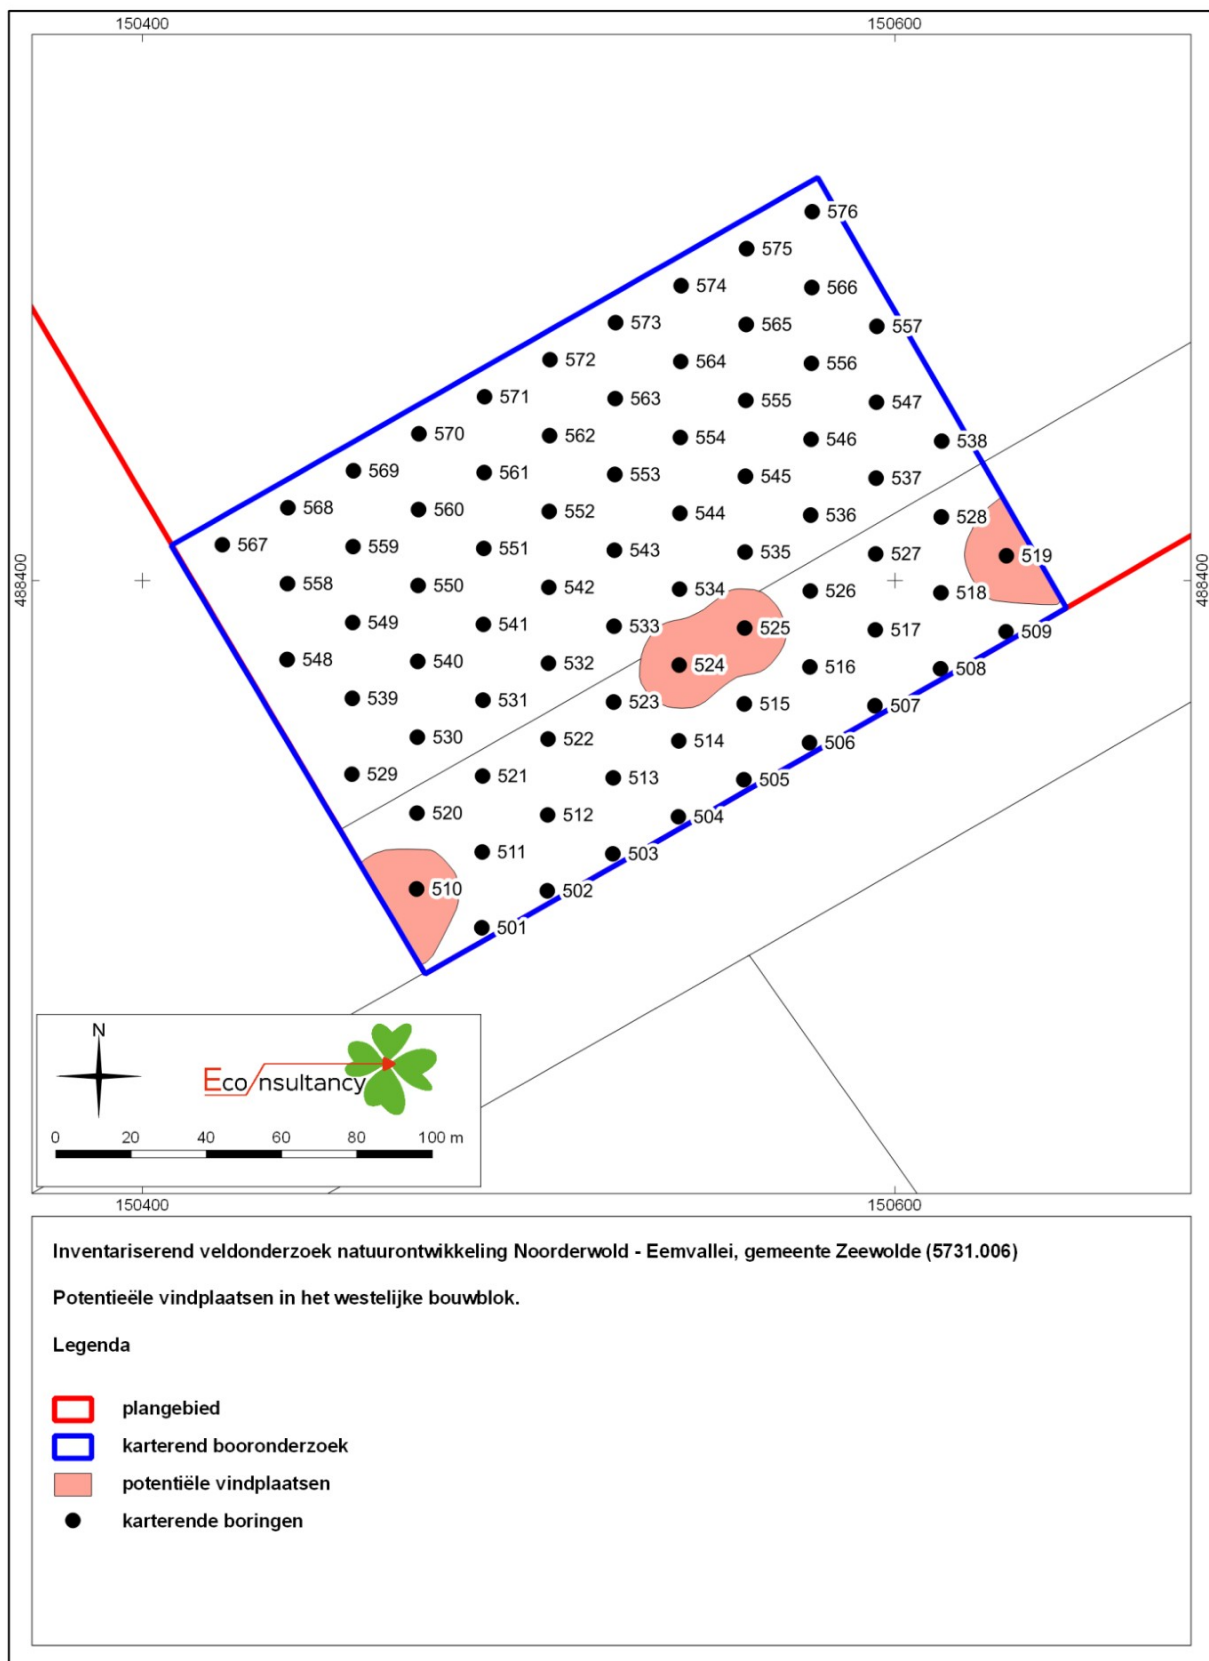 150400 150600
576
575
574 566
573 565 557
572 564 556
571 563 555 547
570 562 554 546 538
569 561 553 545 537
568 560 552 544 536 528
567 559 551 543 535 527 519
488400 558 550 542 534 526 518 488400
549 541 533 525 517 509
548 540 532 524 516 508
539 531 523 515 507
530 522 514 506
529 521 513 505
520 512 504
511 503
510 502
501
N
Econsultancy
0 20 40 60 80 100 m
150400 150600
Inventariserend veldonderzoek natuurontwikkeling Noorderwold - Eemvallei, gemeente Zeewolde (5731.006)
Potentieële vindplaatsen in het westelijke bouwblok.
Legenda
plangebied
karterend booronderzoek
potentiële vindplaatsen
karterende boringen